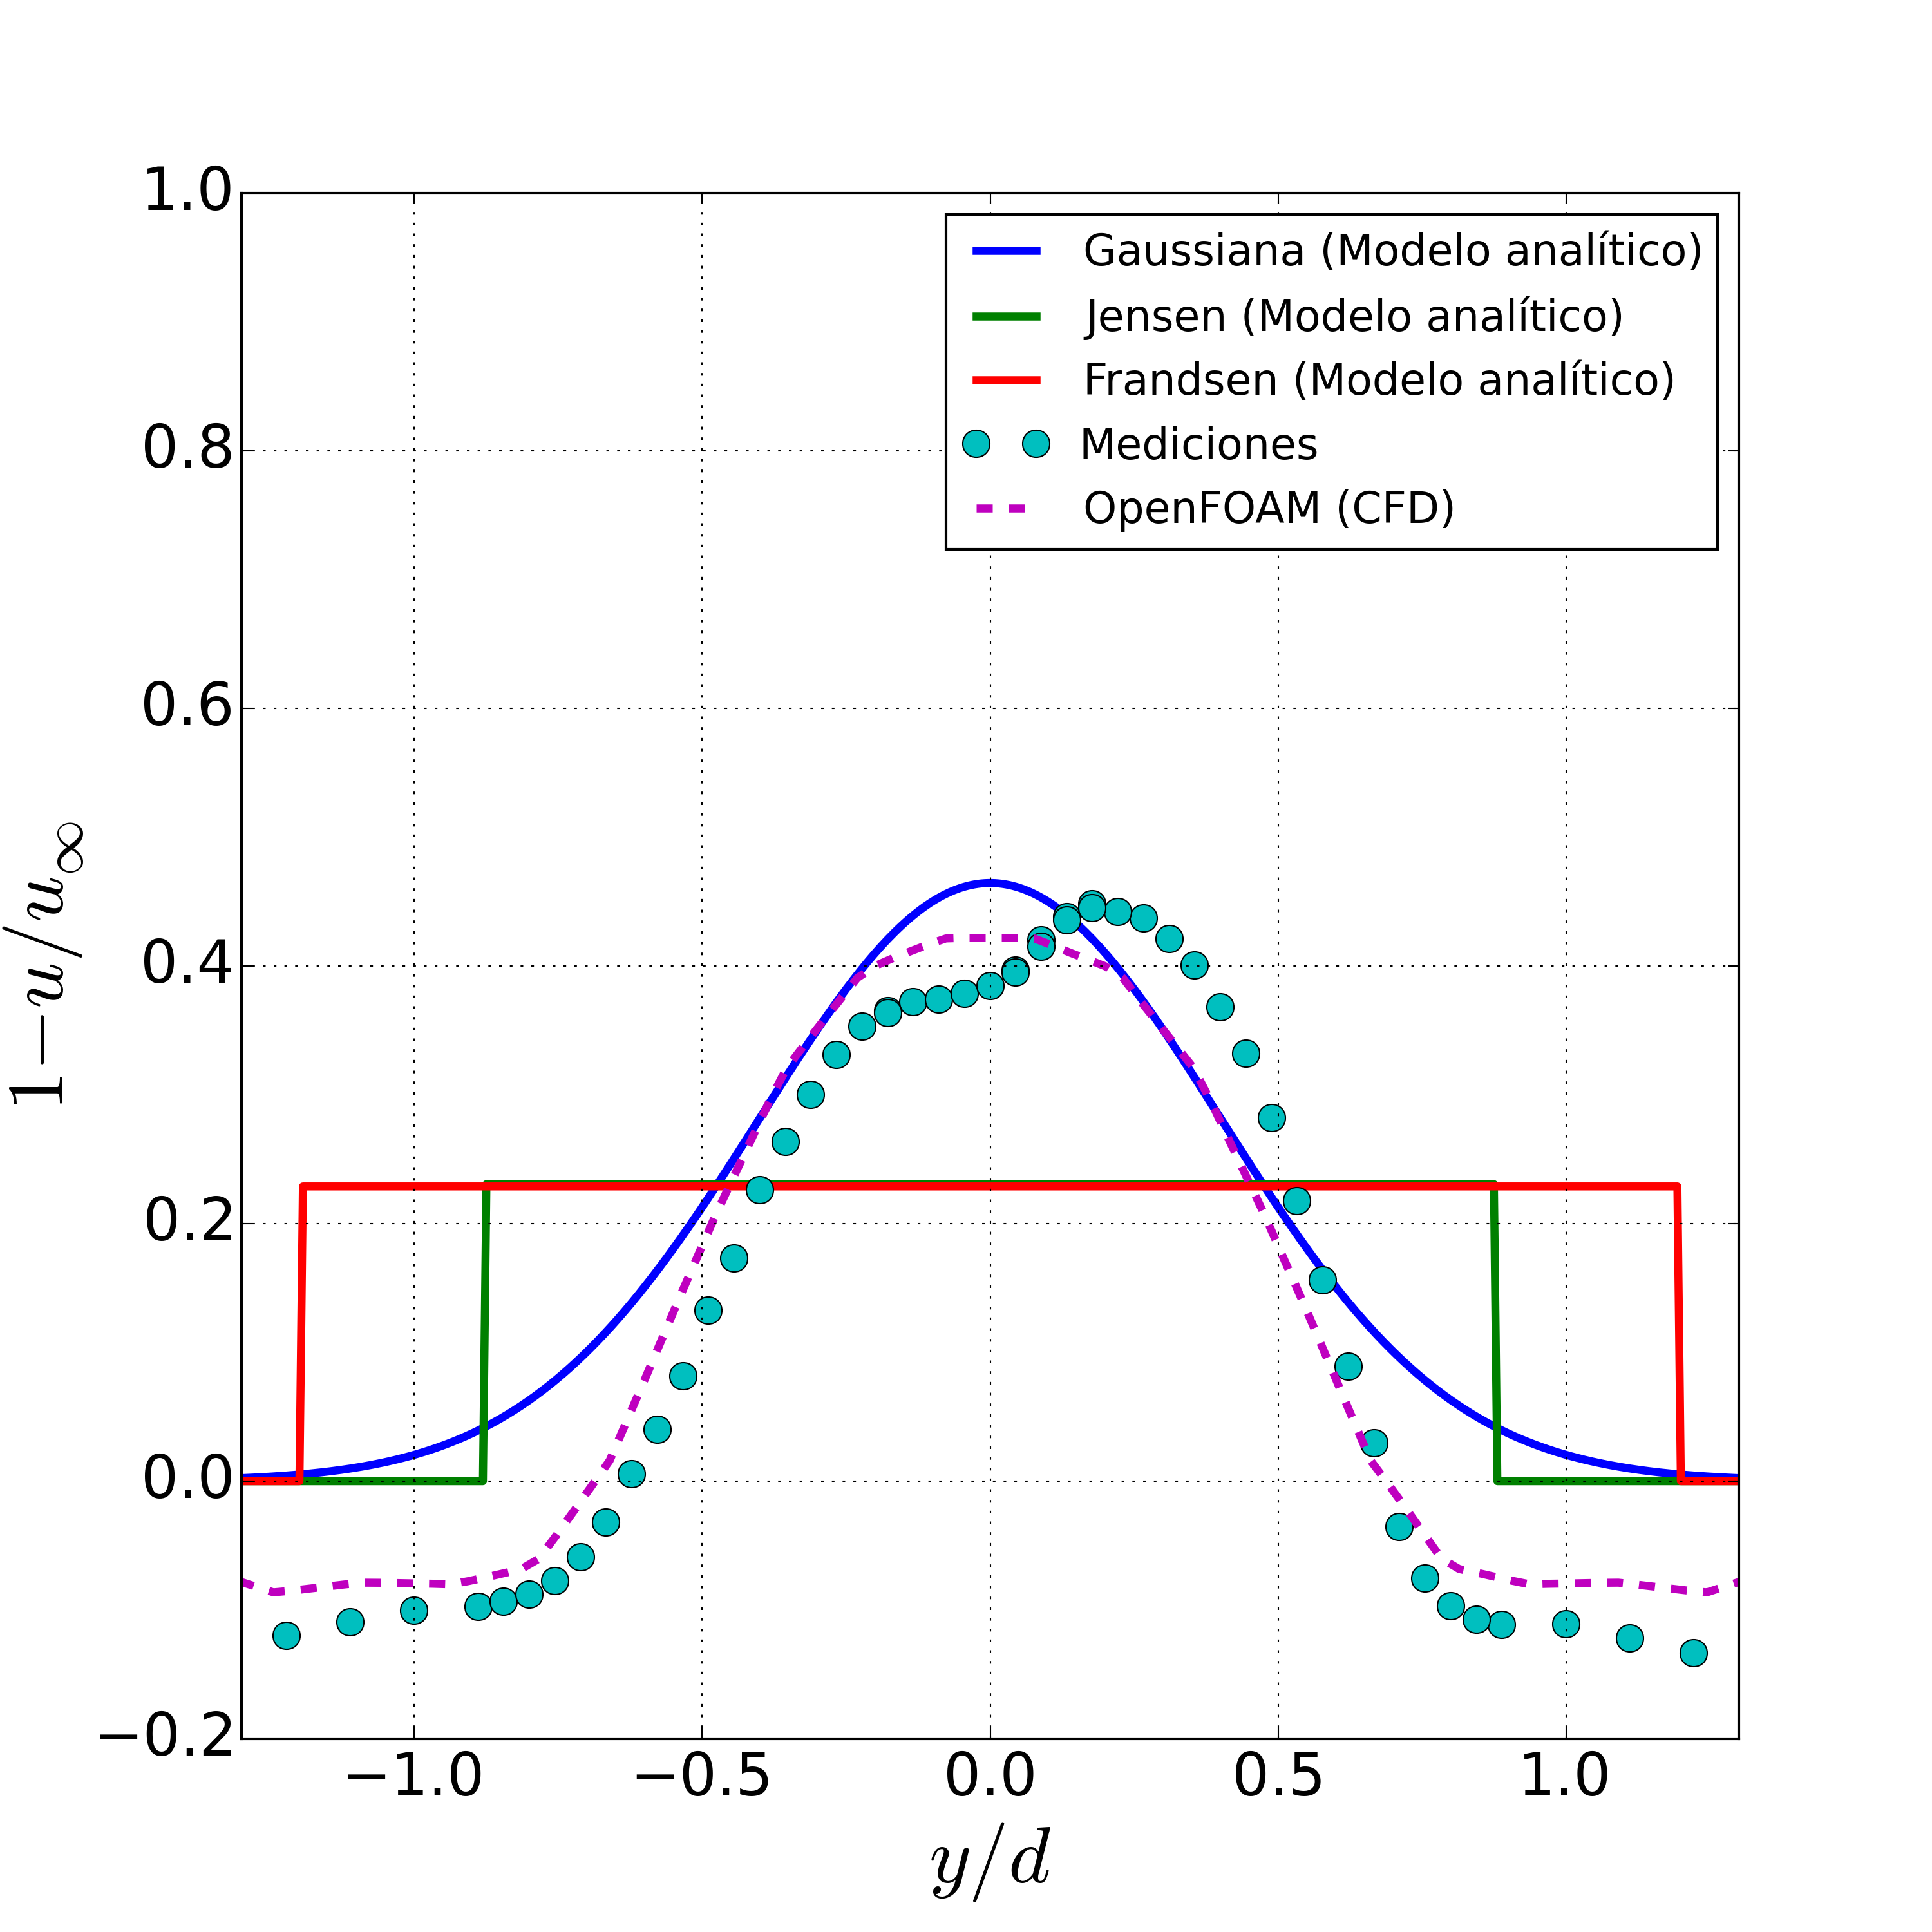 1.0
0.8
0.6
0.4
0.2
0.0
−0.2
1−u/u∞
Gaussiana (Modelo analítico)
Jensen (Modelo analítico)
Frandsen (Modelo analítico)
Mediciones
OpenFOAM (CFD)
−1.0 −0.5 0.0 0.5 1.0
y/d